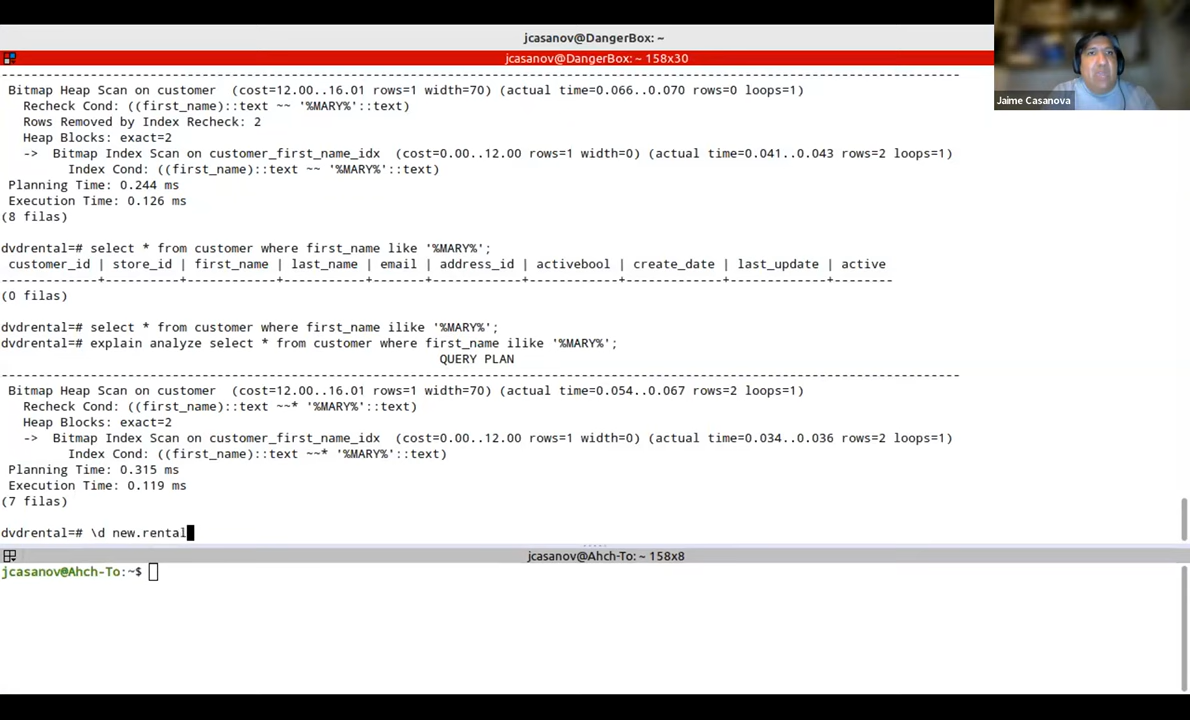 jcasanov@DangerBox: ~
jcasanov@DangerBox: ~ 158x30
Jaime Casanova
----------------------------------------------------------------------------------------------------------------------------------
Bitmap Heap Scan on customer  (cost=12.00..16.01 rows=1 width=70) (actual time=0.066..0.070 rows=0 loops=1)
Recheck Cond: ((first_name)::text ~~ '%MARY%'::text)
Rows Removed by Index Recheck: 2
Heap Blocks: exact=2
->  Bitmap Index Scan on customer_first_name_idx  (cost=0.00..12.00 rows=1 width=0) (actual time=0.041..0.043 rows=2 loops=1)
Index Cond: ((first_name)::text ~~ '%MARY%'::text)
Planning Time: 0.244 ms
Execution Time: 0.126 ms
(8 filas)
dvdrental=# select * from customer where first_name like '%MARY%';
customer_id | store_id | first_name | last_name | email | address_id | activebool | create_date | last_update | active
-------------+----------+------------+-----------+-------+------------+------------+-------------+-------------+--------
(0 filas)
dvdrental=# select * from customer where first_name ilike '%MARY%';
dvdrental=# explain analyze select * from customer where first_name ilike '%MARY%';
QUERY PLAN
----------------------------------------------------------------------------------------------------------------------------------
Bitmap Heap Scan on customer  (cost=12.00..16.01 rows=1 width=70) (actual time=0.054..0.067 rows=2 loops=1)
Recheck Cond: ((first_name)::text ~~* '%MARY%'::text)
Heap Blocks: exact=2
->  Bitmap Index Scan on customer_first_name_idx  (cost=0.00..12.00 rows=1 width=0) (actual time=0.034..0.036 rows=2 loops=1)
Index Cond: ((first_name)::text ~~* '%MARY%'::text)
Planning Time: 0.315 ms
Execution Time: 0.119 ms
(7 filas)
dvdrental=# \d new.rental
jcasanov@Ahch-To: ~ 158x8
jcasanov@Ahch-To:~$